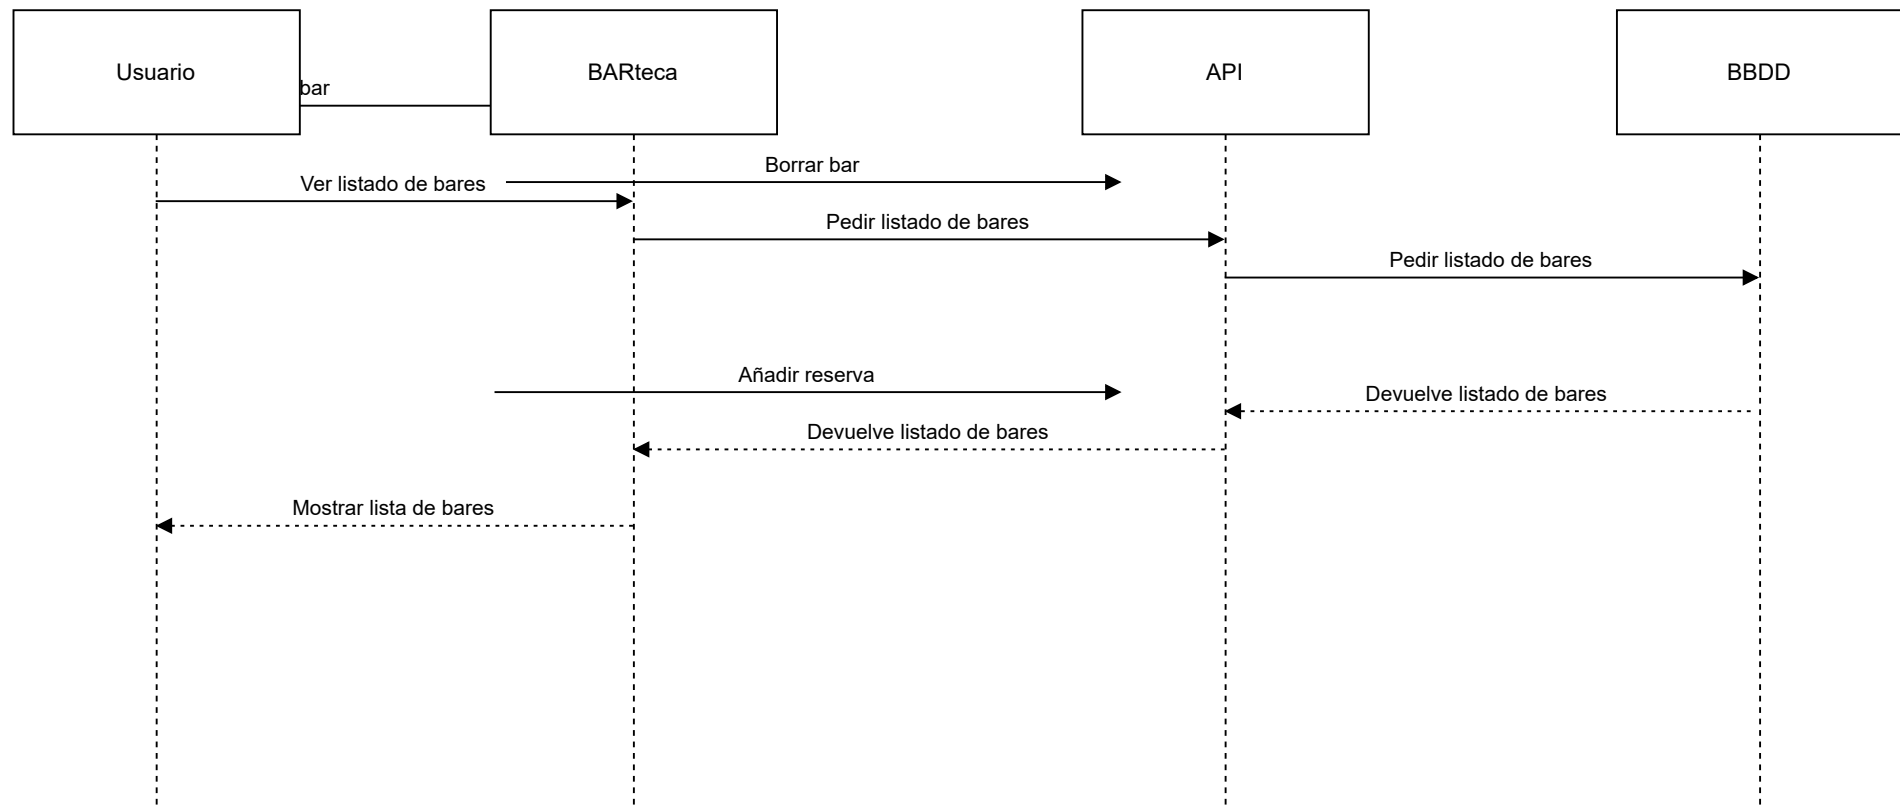 Usuario
BARteca
API
BBDD
bar
Borrar bar
Ver listado de bares
Pedir listado de bares
Pedir listado de bares
Añadir reserva
Devuelve listado de bares
Devuelve listado de bares
Mostrar lista de bares